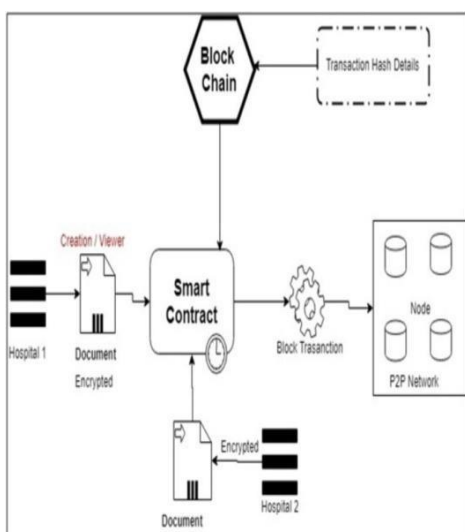 Block
Chain
Transaction Hash Details
Creation / Viewer
Smart
Contract
Hospital 1
Document
Encrypted
Block Trasanction
Node
P2P Network
Encrypted
Hospital 2
Document